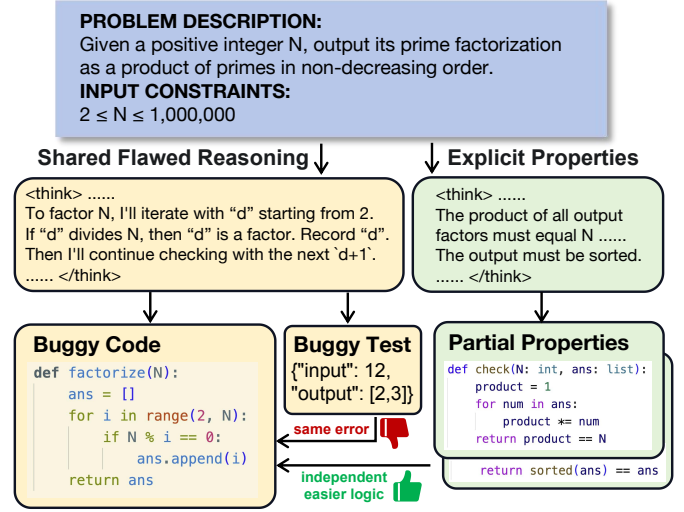 PROBLEM DESCRIPTION:
Given a positive integer N, output its prime factorization
as a product of primes in non-decreasing order.
INPUT CONSTRAINTS:
2 ≤ N ≤ 1,000,000
Shared Flawed Reasoning
Explicit Properties
<think> ......
To factor N, I'll iterate with “d” starting from 2.
If “d” divides N, then “d” is a factor. Record “d”.
Then I'll continue checking with the next `d+1`.
...... </think>
<think> ......
The product of all output
factors must equal N ......
The output must be sorted.
...... </think>
Buggy Code
def factorize(N):
    ans = []
    for i in range(2, N):
        if N % i == 0:
            ans.append(i)
    return ans
Buggy Test
{"input": 12,
"output": [2,3]}
same error
independent
easier logic
Partial Properties
def check(N: int, ans: list):
    product = 1
    for num in ans:
        product *= num
    return product == N
    return sorted(ans) == ans